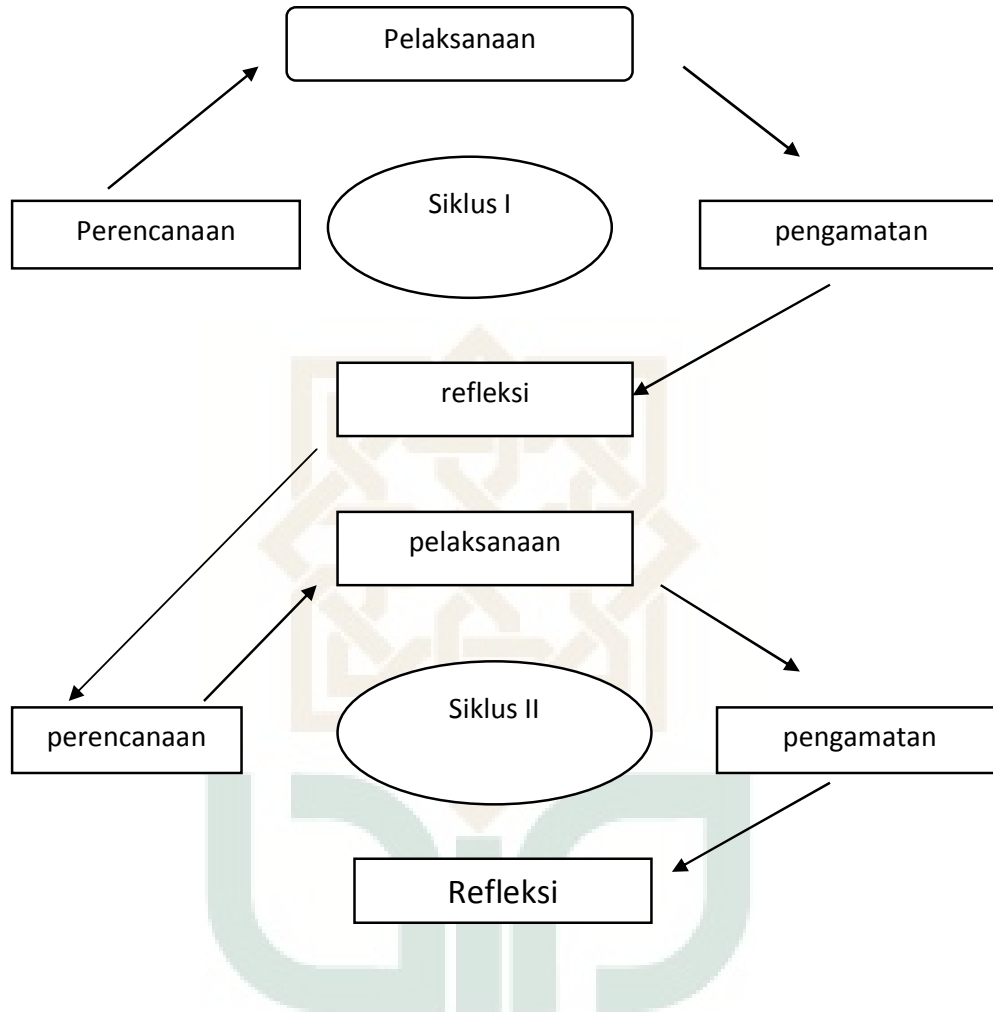 Pelaksanaan
Perencanaan
Siklus I
pengamatan
refleksi
pelaksanaan
perencanaan
Siklus II
pengamatan
Refleksi